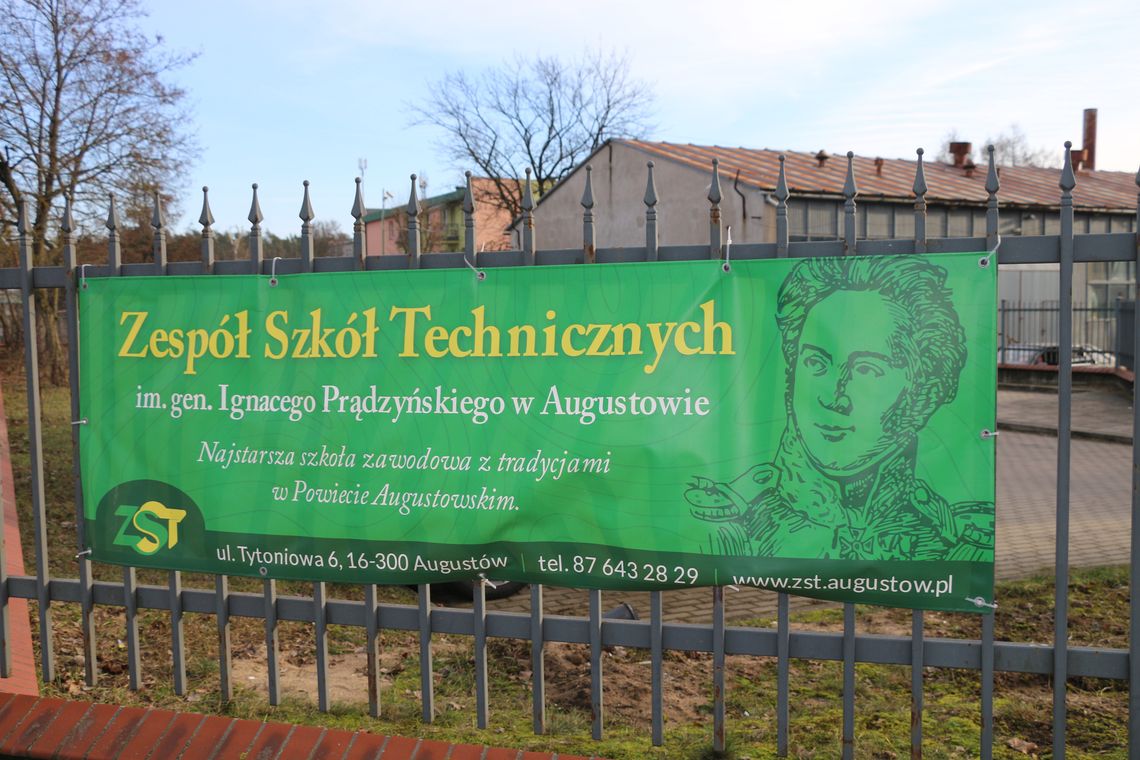 Zespół Szkół Technicznych
im. gen. Ignacego Prądzyńskiego w Augustowie
Najstarsza szkoła zawodowa z tradycjami
w Powiecie Augustowskim.
ZST
ul. Tytoniowa 6, 16-300 Augustów | tel. 87 643 28 29 | www.zst.augustow.pl